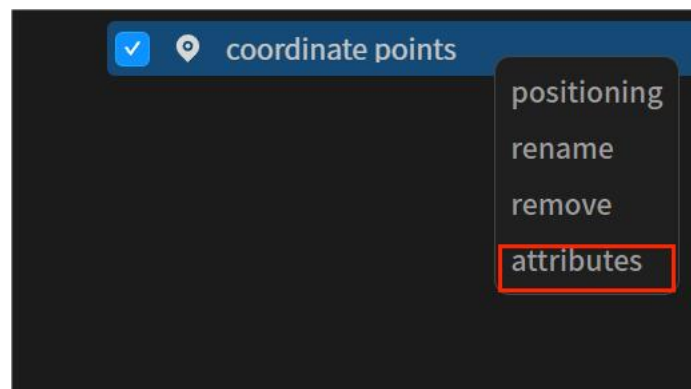 coordinate points
positioning
rename
remove
attributes